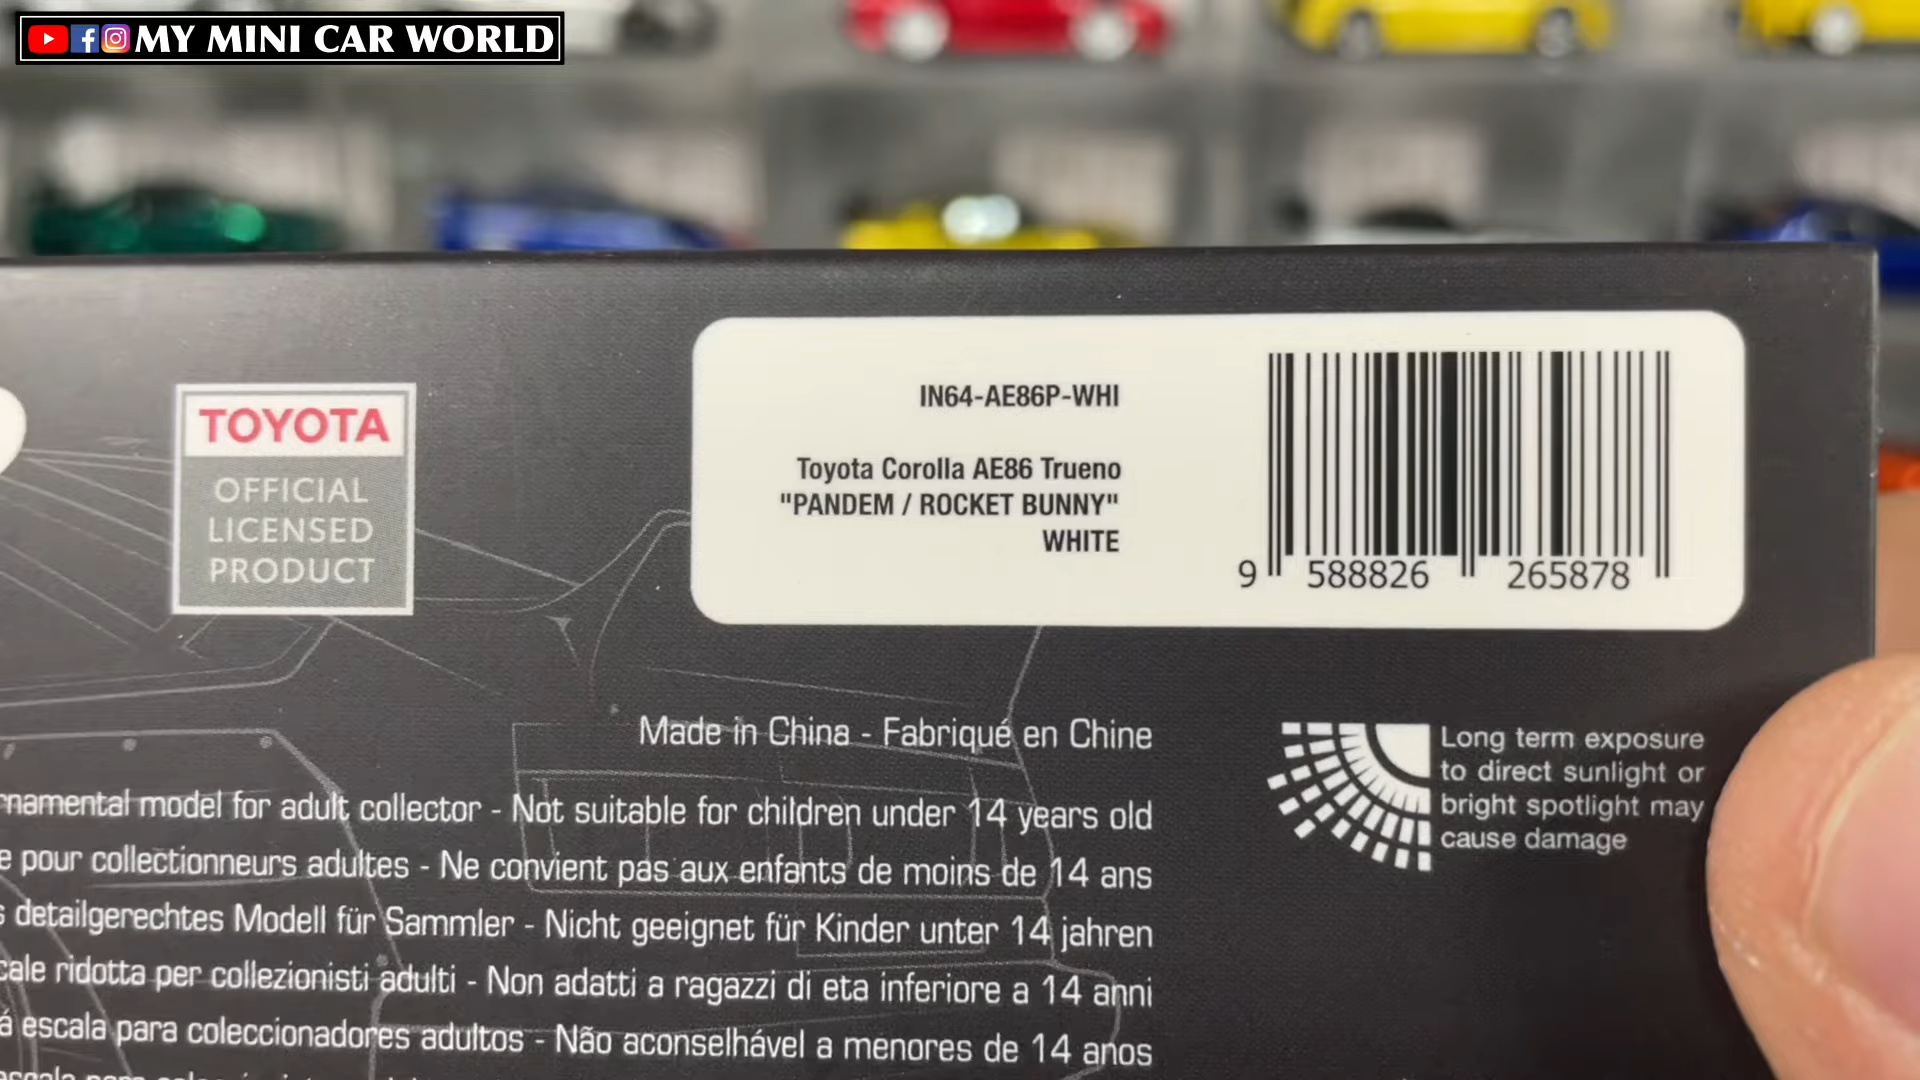 MY MINI CAR WORLD
TOYOTA
OFFICIAL
LICENSED
PRODUCT
IN64-AE86P-WHI
Toyota Corolla AE86 Trueno
"PANDEM / ROCKET BUNNY"
WHITE
9 588826 265878
Made in China - Fabriqué en Chine
Long term exposure
to direct sunlight or
bright spotlight may
cause damage
model for adult collector - Not suitable for children under 14 years old
pour collectionneurs adultes - Ne convient pas aux enfants de moins de 14 ans
detailgerechtes Modell für Sammler - Nicht geeignet für Kinder unter 14 jahren
ridotta per collezionisti adulti - Non adatti a ragazzi di eta inferiore a 14 anni
escala para coleccionadores adultos - Não aconselhável a menores de 14 anos